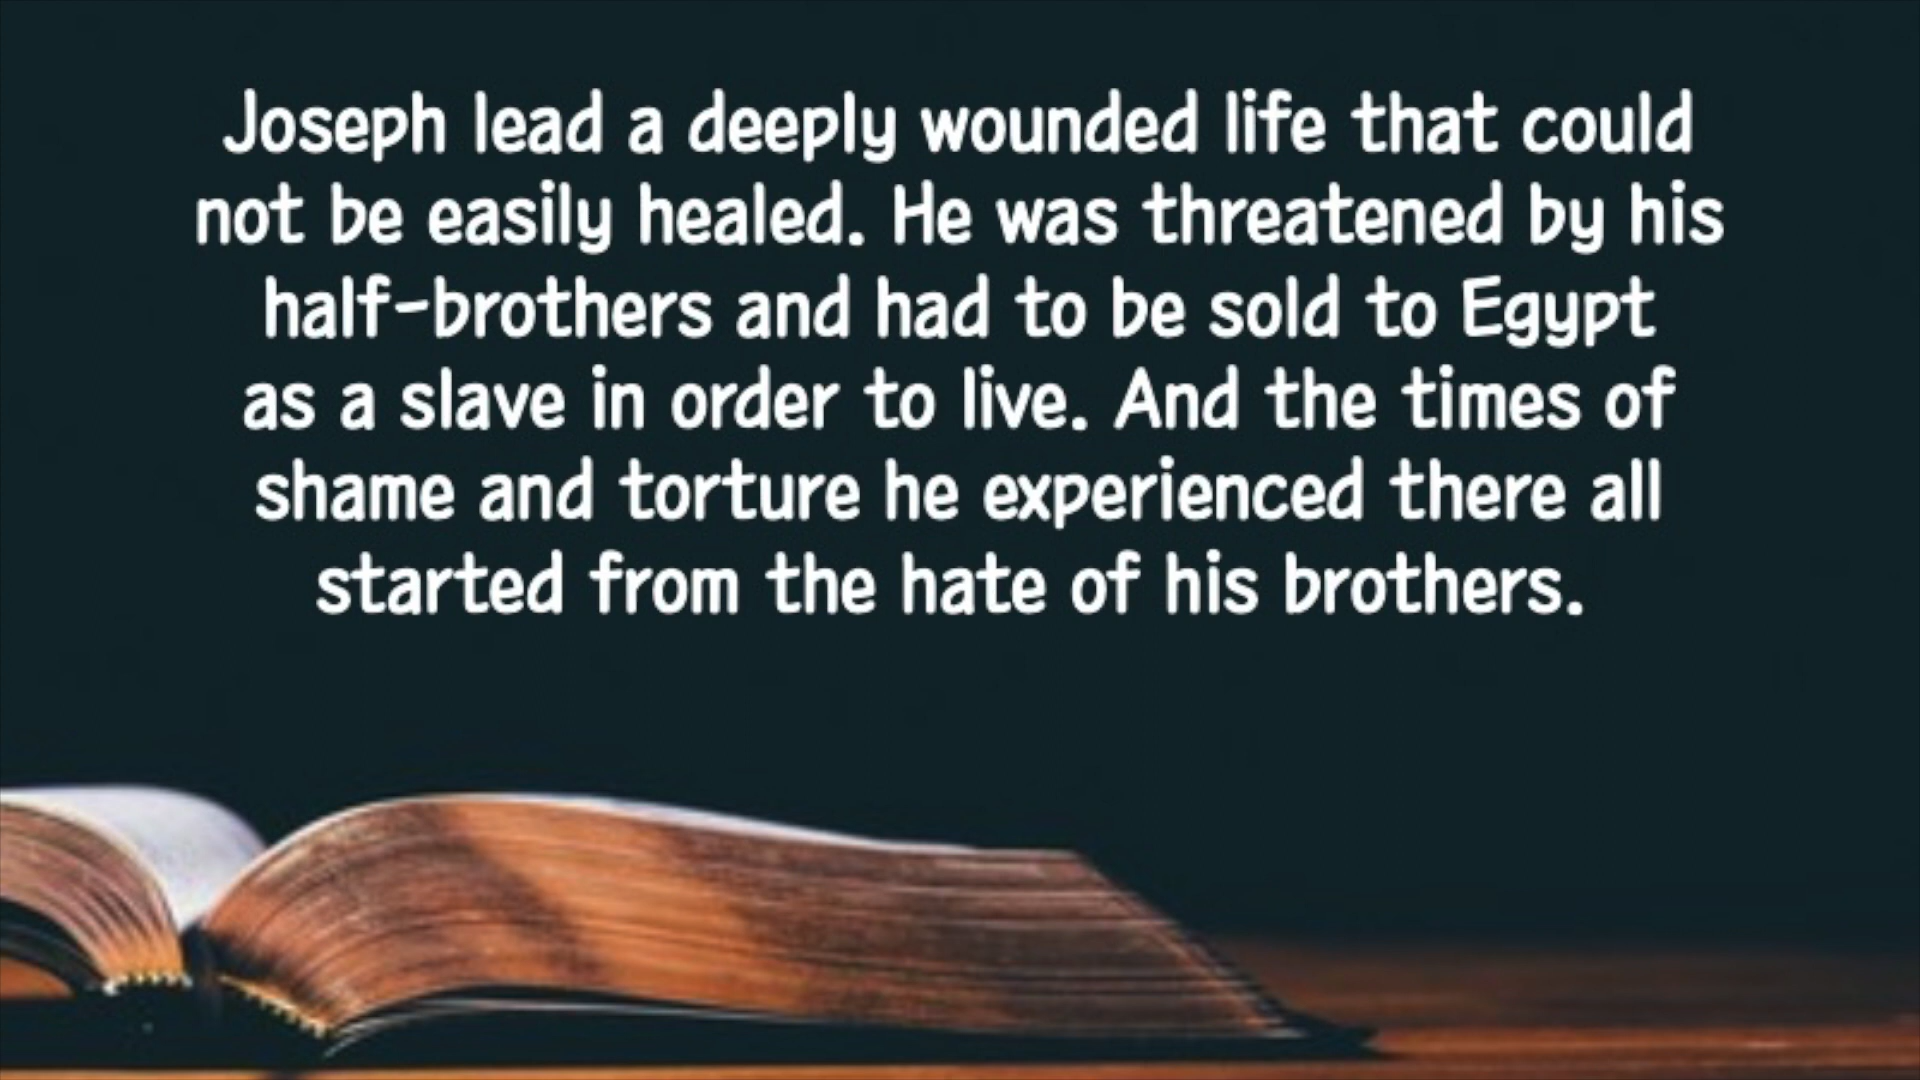 Joseph lead a deeply wounded life that could
not be easily healed. He was threatened by his
half-brothers and had to be sold to Egypt
as a slave in order to live. And the times of
shame and torture he experienced there all
started from the hate of his brothers.